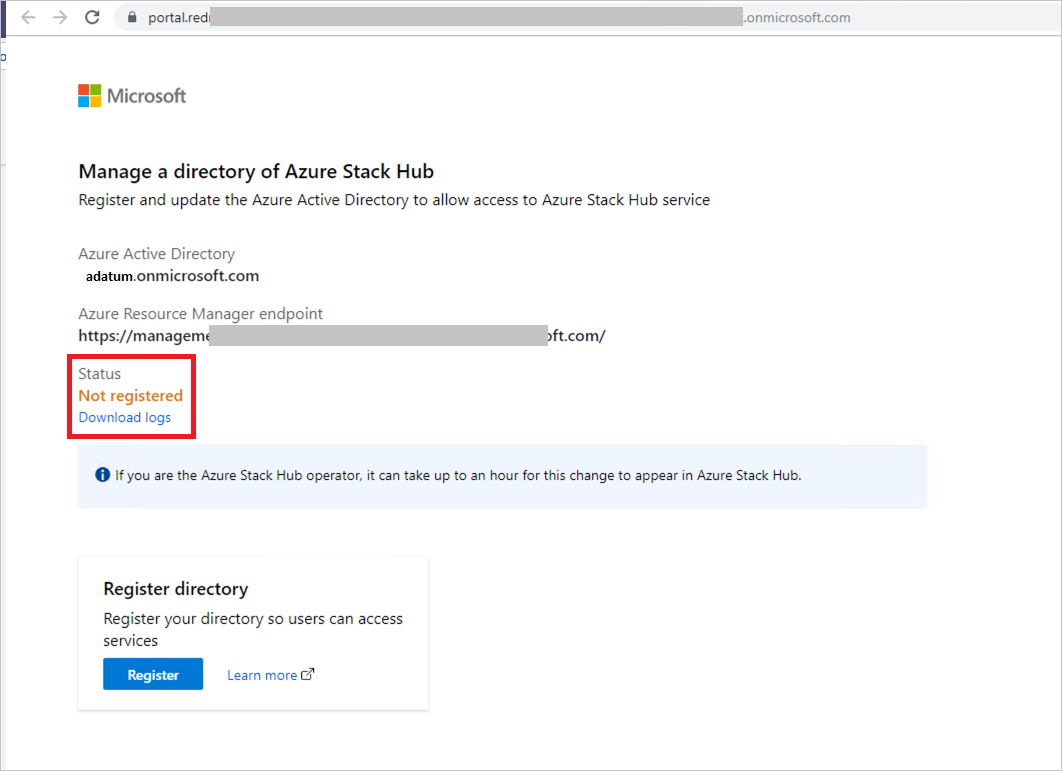 portal.red .onmicrosoft.com
Microsoft
Manage a directory of Azure Stack Hub
Register and update the Azure Active Directory to allow access to Azure Stack Hub service
Azure Active Directory
adatum.onmicrosoft.com
Azure Resource Manager endpoint
https://manageme oft.com/
Status
Not registered
Download logs
If you are the Azure Stack Hub operator, it can take up to an hour for this change to appear in Azure Stack Hub.
Register directory
Register your directory so users can access
services
Register Learn more